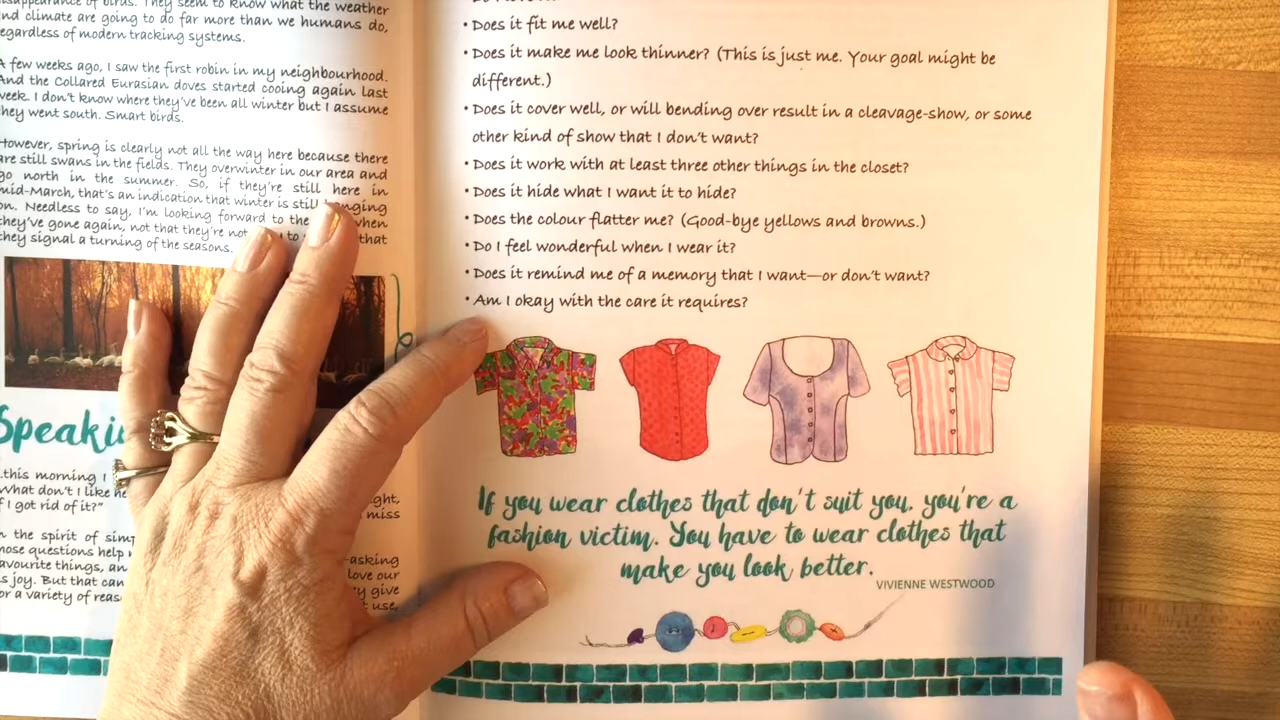 disappearance of birds. They seem to know what the weather
and climate are going to do far more than we humans do,
regardless of modern tracking systems.
A few weeks ago, I saw the first robin in my neighbourhood.
And the Collared Eurasian doves started cooing again last
week. I don't know where they've been all winter but I assume
they went south. Smart birds.
However, spring is clearly not all the way here because there
are still swans in the fields. They overwinter in our area and
go north in the summer. So, if they're still here in
mid-March, that's an indication that winter is still hanging
on. Needless to say, I'm looking forward to the when
they've gone again, not that they're not to that
they signal a turning of the seasons.
this morning I
What don't I like
if I got rid of it?"
ght,
miss
the spirit of
those questions help
favourite things, an
s joy. But that can
or a variety of reas
asking
love our
give
use,
• Does it fit me well?
• Does it make me look thinner? (This is just me. Your goal might be
different.)
• Does it cover well, or will bending over result in a cleavage-show, or some
other kind of show that I don't want?
• Does it work with at least three other things in the closet?
• Does it hide what I want it to hide?
• Does the colour flatter me? (Good-bye yellows and browns.)
• Do I feel wonderful when I wear it?
• Does it remind me of a memory that I want—or don't want?
• Am I okay with the care it requires?
If you wear clothes that don't suit you, you're a
fashion victim. You have to wear clothes that
make you look better.
VIVIENNE WESTWOOD